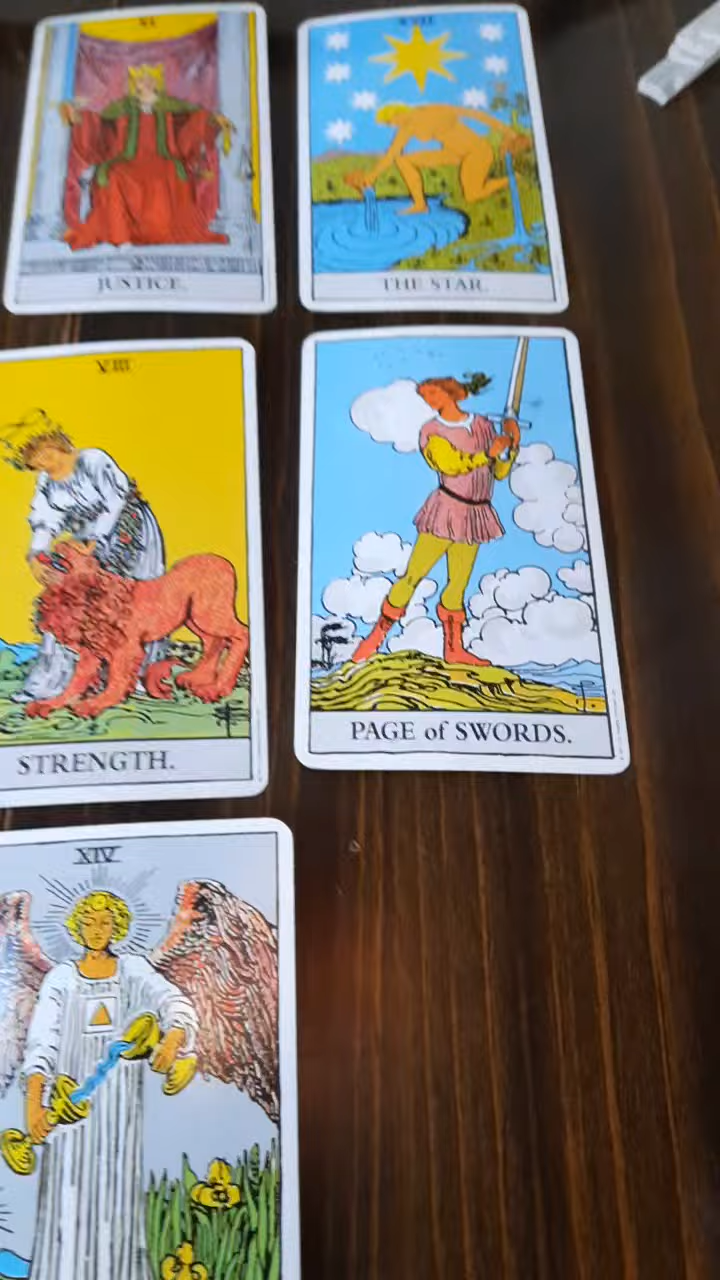 XI
XVII
JUSTICE.
THE STAR.
VIII
STRENGTH.
PAGE of SWORDS.
XIV